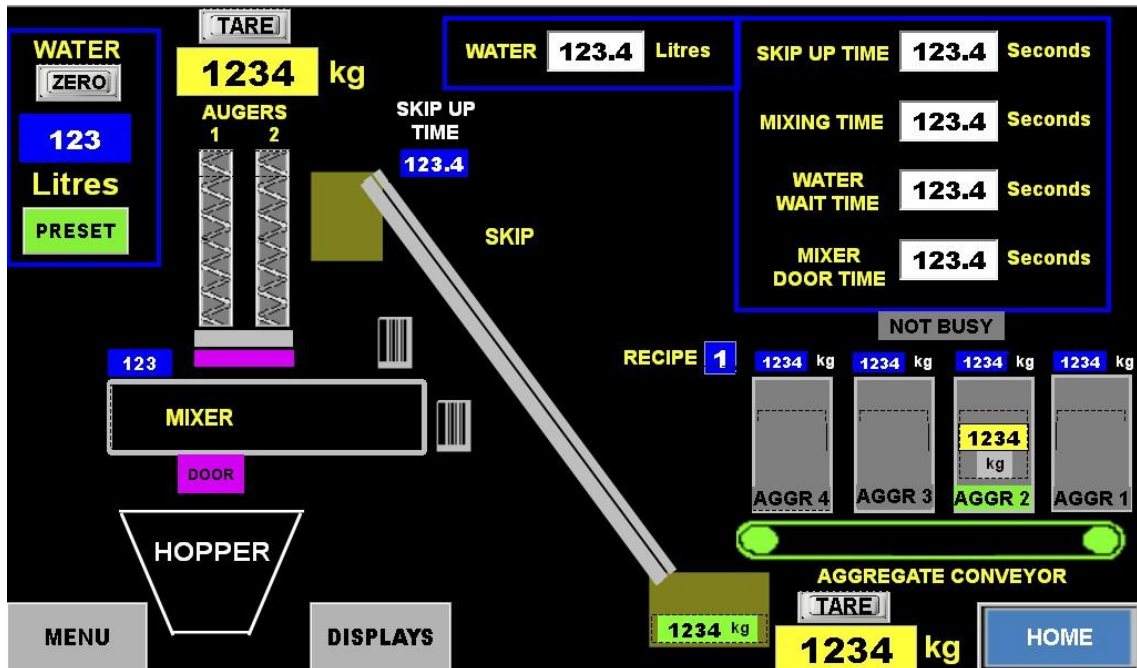 WATER
ZERO
123
Litres
PRESET
TARE
1234 kg
AUGERS
1 2
SKIP UP
TIME
123.4
WATER 123.4 Litres
SKIP UP TIME 123.4 Seconds
MIXING TIME 123.4 Seconds
WATER
WAIT TIME 123.4 Seconds
MIXER
DOOR TIME 123.4 Seconds
SKIP
NOT BUSY
RECIPE 1
1234 kg 1234 kg 1234 kg 1234 kg
1234
kg
AGGR 4 AGGR 3 AGGR 2 AGGR 1
123
MIXER
DOOR
HOPPER
AGGREGATE CONVEYOR
TARE
1234 kg
1234 kg
MENU
DISPLAYS
HOME